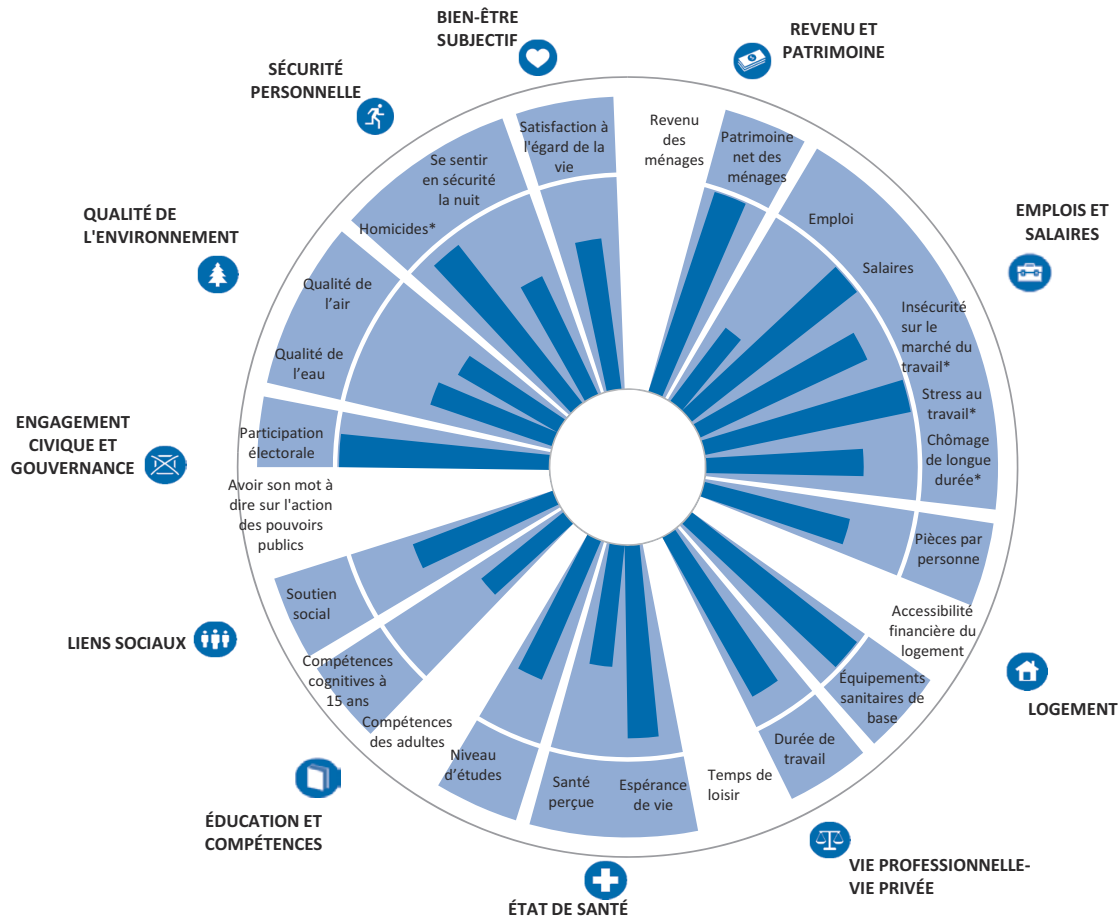 BIEN-ÊTRE
SUBJECTIF
REVENU ET
PATRIMOINE
SÉCURITÉ
PERSONNELLE
EMPLOIS ET
SALAIRES
QUALITÉ DE
L'ENVIRONNEMENT
ENGAGEMENT
CIVIQUE ET
GOUVERNANCE
LIENS SOCIAUX
LOGEMENT
ÉDUCATION ET
COMPÉTENCES
VIE PROFESSIONNELLE-
VIE PRIVÉE
ÉTAT DE SANTÉ
Revenu
des
ménages
Patrimoine
net des
ménages
Emploi
Salaires
Insécurité
sur le
marché du
travail*
Stress au
travail*
Chômage
de longue
durée*
Pièces par
personne
Accessibilité
financière du
logement
Équipements
sanitaires de
base
Durée de
travail
Temps de
loisir
Espérance
de vie
Santé
perçue
Niveau
d’études
Compétences
des adultes
Compétences
cognitives à
15 ans
Soutien
social
Avoir son mot à
dire sur l'action
des pouvoirs
publics
Participation
électorale
Qualité de
l’eau
Qualité de
l’air
Homicides*
Se sentir
en sécurité
la nuit
Satisfaction à
l'égard de la
vie